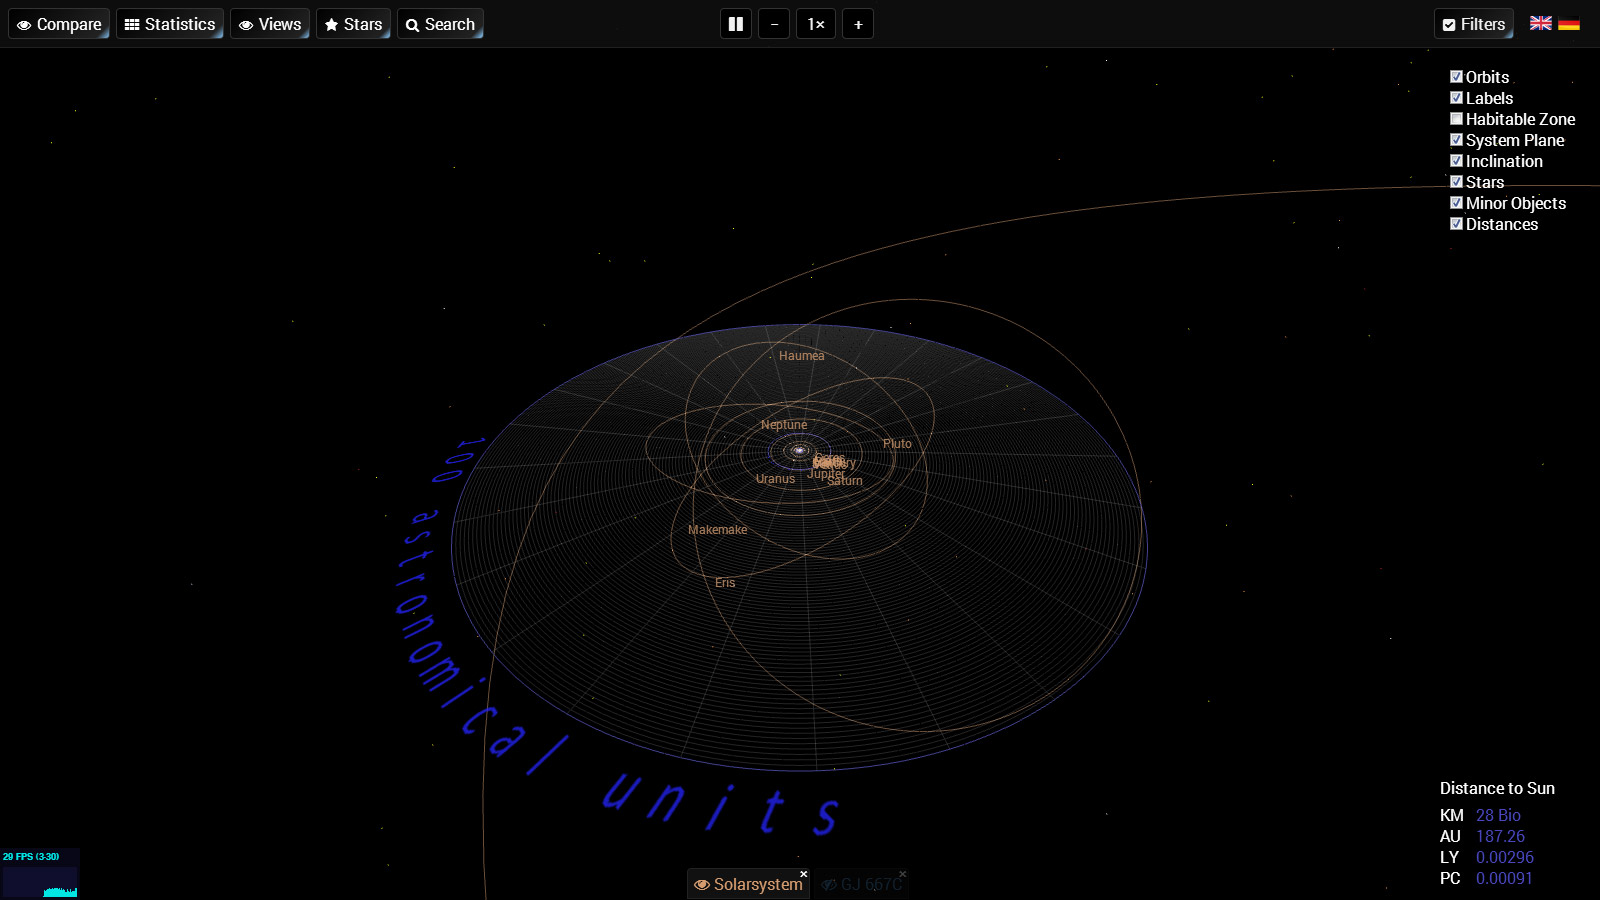 Compare Statistics Views Stars Search
− 1× +
Filters
Orbits
Labels
Habitable Zone
System Plane
Inclination
Stars
Minor Objects
Distances
Haumea
Neptune
Pluto
Ceres
Jupiter
Uranus
Saturn
Makemake
Eris
100 astronomical units
Distance to Sun
KM 28 Bio
AU 187.26
LY 0.00296
PC 0.00091
29 FPS (3-30)
Solarsystem
GJ 667C